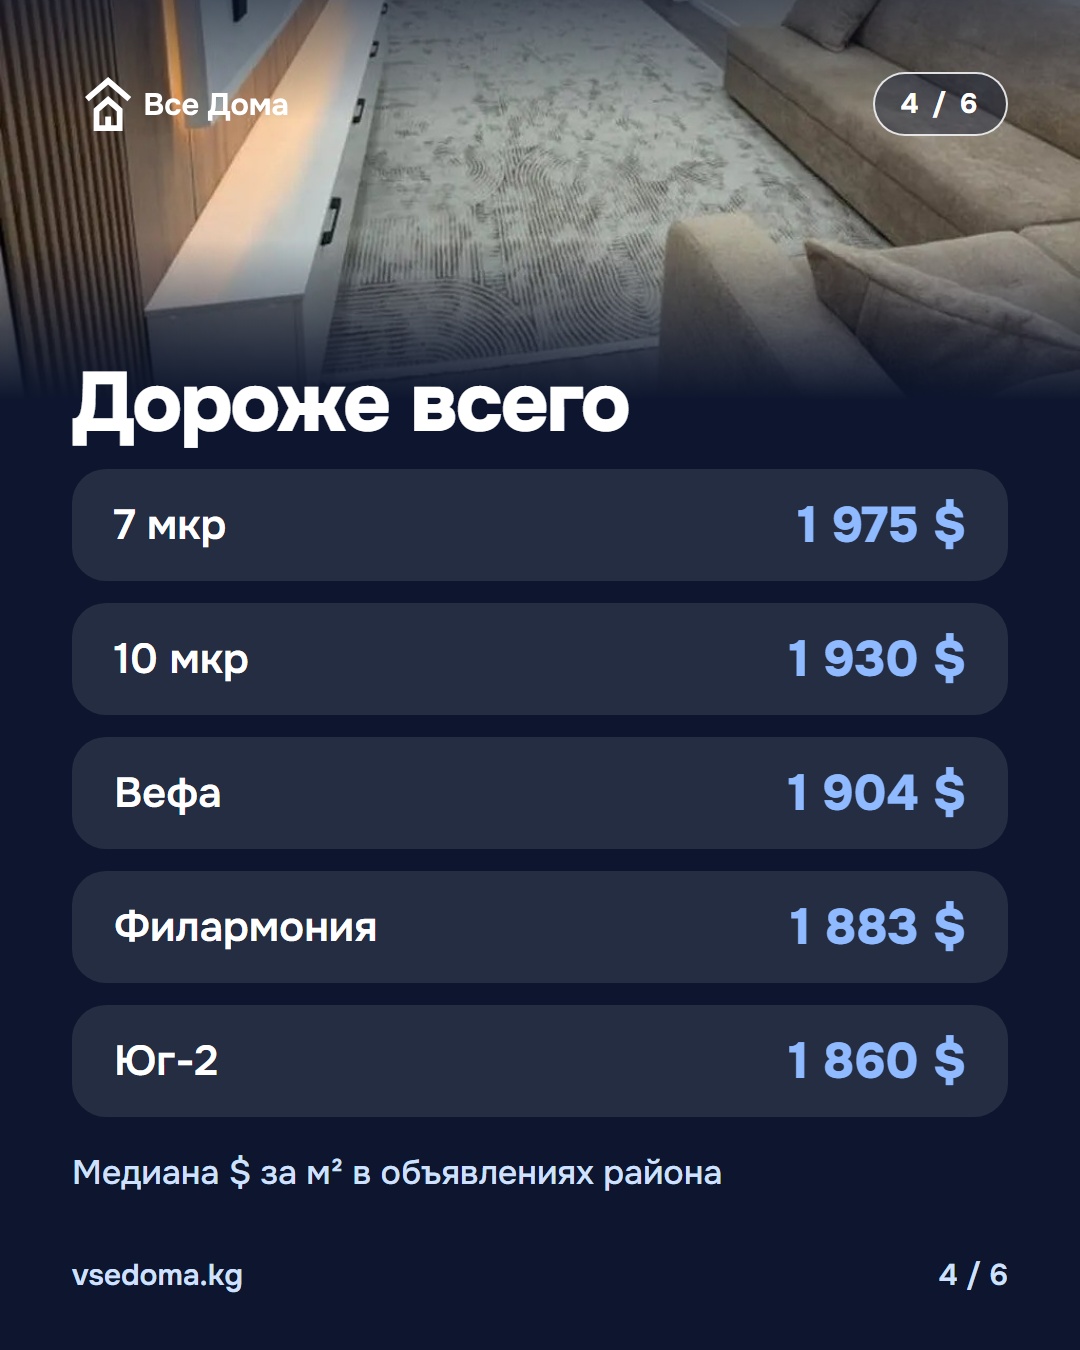 Все Дома
4 / 6
Дороже всего
7 мкр
1 975 $
10 мкр
1 930 $
Вефа
1 904 $
Филармония
1 883 $
Юг-2
1 860 $
Медиана $ за м² в объявлениях района
vsedoma.kg
4 / 6